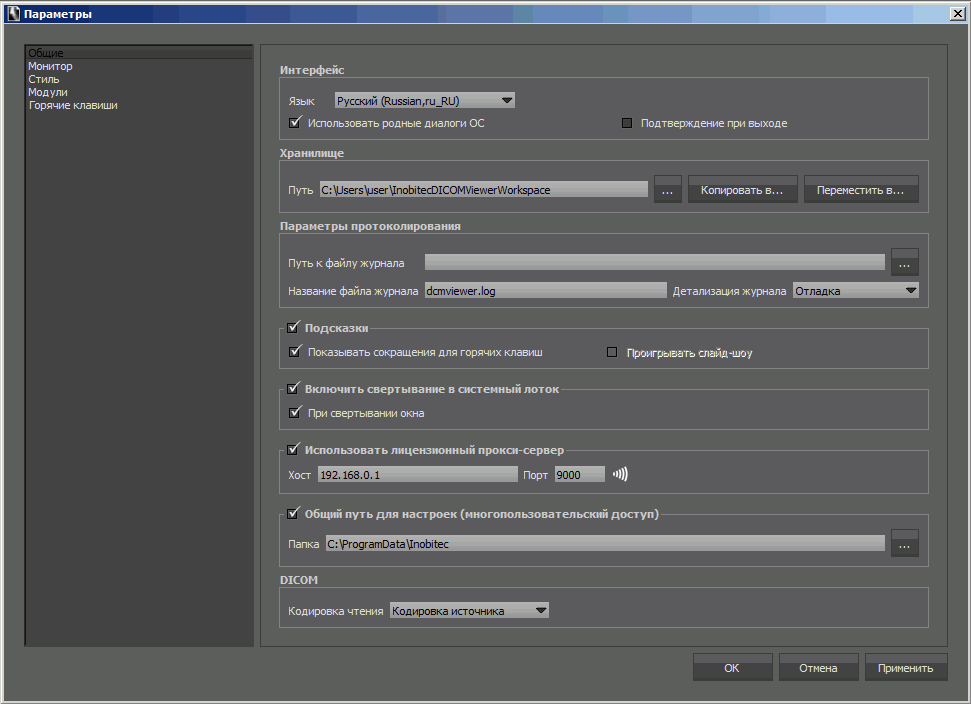 Параметры
Общие
Монитор
Стиль
Модули
Горячие клавиши
Интерфейс
Язык Русский (Russian,ru_RU)
Использовать родные диалоги ОС Подтверждение при выходе
Хранилище
Путь C:\Users\user\InobitecDICOMViewerWorkspace ... Копировать в... Переместить в...
Параметры протоколирования
Путь к файлу журнала ...
Название файла журнала dcmviewer.log Детализация журнала Отладка
Подсказки
Показывать сокращения для горячих клавиш Проигрывать слайд-шоу
Включить свертывание в системный лоток
При свертывании окна
Использовать лицензионный прокси-сервер
Хост 192.168.0.1 Порт 9000
Общий путь для настроек (многопользовательский доступ)
Папка C:\ProgramData\Inobitec ...
DICOM
Кодировка чтения Кодировка источника
ОК Отмена Применить